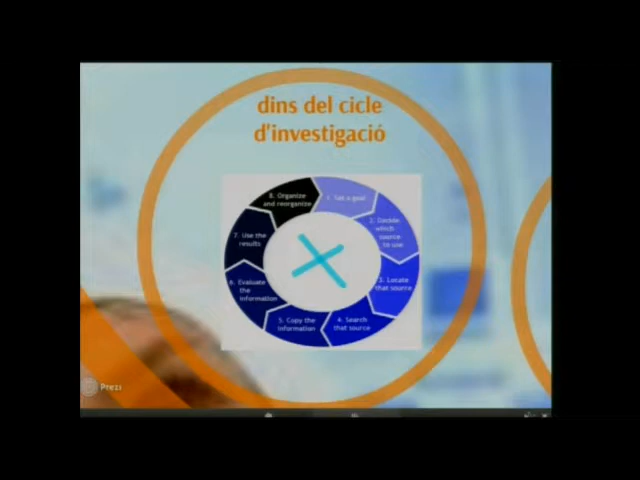 dins del cicle
d'investigació
1. Set a goal
2. Decide
which
source
to use
3. Locate
that source
4. Search
that source
5. Copy the
information
6. Evaluate
the
information
7. Use the
results
8. Organize
and reorganize
Prezi